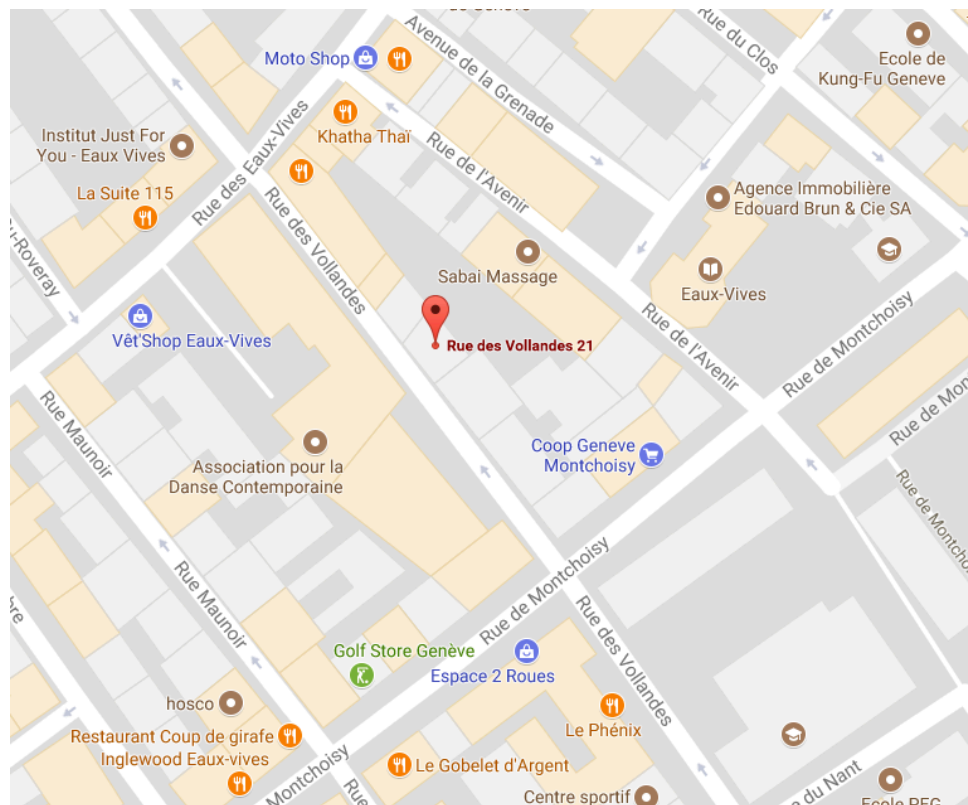 Rue du Clos
Moto Shop
Avenue de la Grenade
Ecole de
Kung-Fu Geneve
Khatha Thaï
Institut Just For
You - Eaux Vives
Rue des Eaux-Vives
Rue de l'Avenir
La Suite 115
Agence Immobilière
Edouard Brun & Cie SA
Rue des Vollandes
Sabai Massage
Eaux-Vives
Vêt'Shop Eaux-Vives
Rue des Vollandes 21
Rue de l'Avenir
Rue de Montchoisy
Rue Maunoir
Coop Geneve
Montchoisy
Association pour la
Danse Contemporaine
Rue de Montchoisy
Rue Maunoir
Rue des Vollandes
Golf Store Genève
Espace 2 Roues
hosco
Restaurant Coup de girafe
Inglewood Eaux-vives
Le Phénix
Le Gobelet d'Argent
Montchoisy
Centre sportif
du Nant
Rue